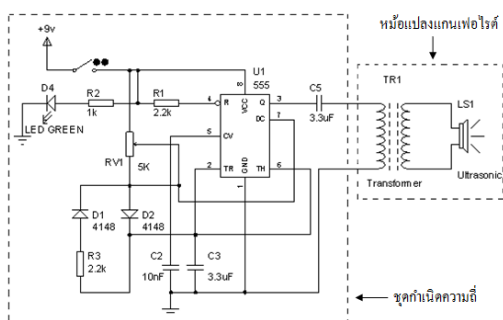 หม้อแปลงแกนเฟอไรต์
+9v
U1
555
TR1
D4
R2
1k
R1
2.2k
LED GREEN
4
R
8
VCC
Q
3
DC
7
C5
3.3uF
LS1
5
CV
RV1
5K
2
TR
GND
1
TH
6
Transformer
Ultrasonic
D1
4148
D2
4148
R3
2.2k
C2
10nF
C3
3.3uF
ชุดกำเนิดความถี่